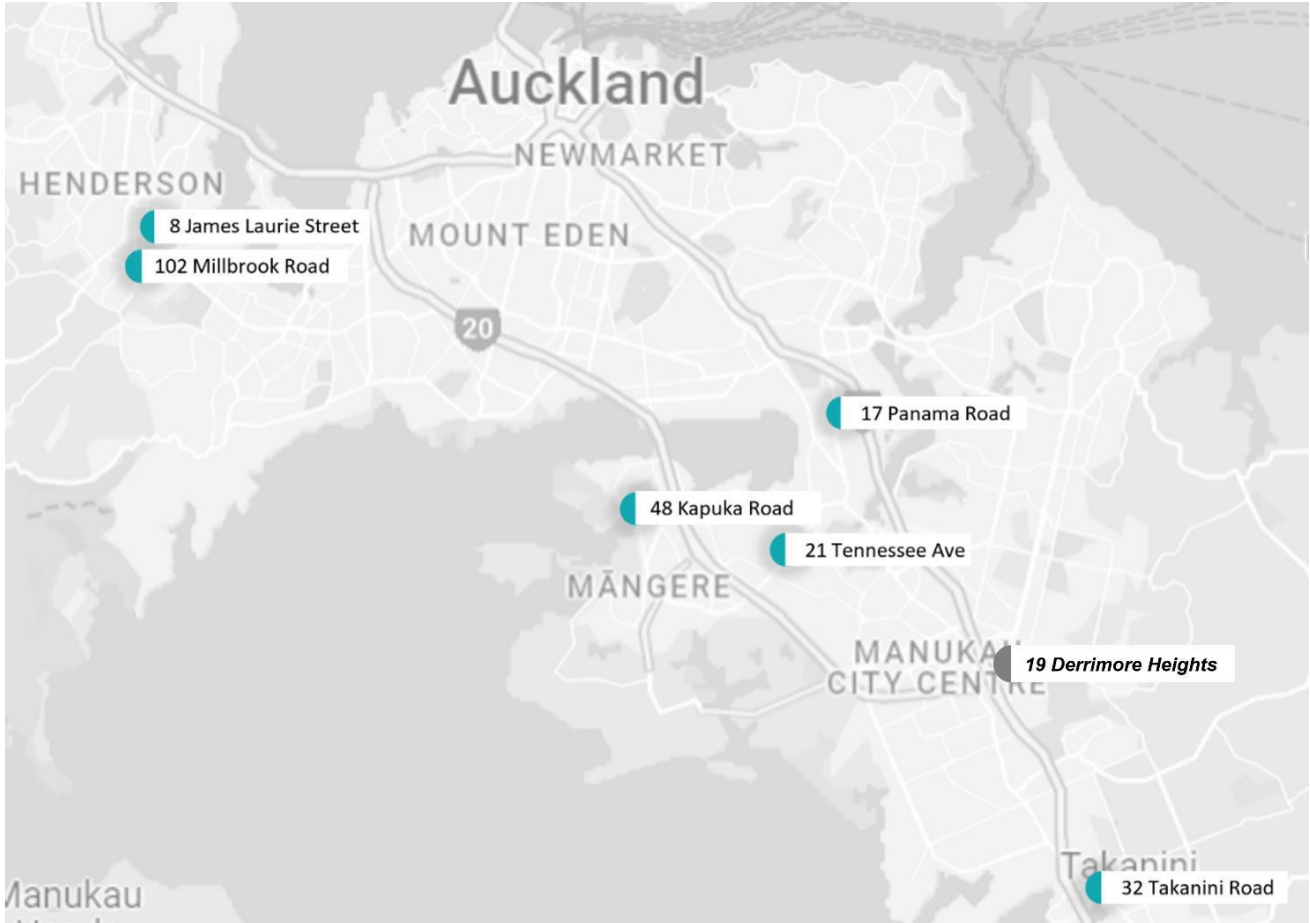 Auckland
NEWMARKET
HENDERSON
8 James Laurie Street
MOUNT EDEN
102 Millbrook Road
20
17 Panama Road
48 Kapuka Road
21 Tennessee Ave
MĀNGERE
MANUKAU
CITY CENTRE
19 Derrimore Heights
Takanini
32 Takanini Road
Manukau